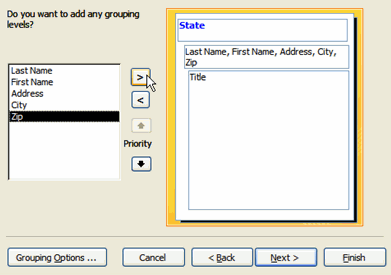 Do you want to add any grouping
levels?
Last Name
First Name
Address
City
Zip
>
<
Priority
State
Last Name, First Name, Address, City,
Zip
Title
Grouping Options ...
Cancel
< Back
Next >
Finish